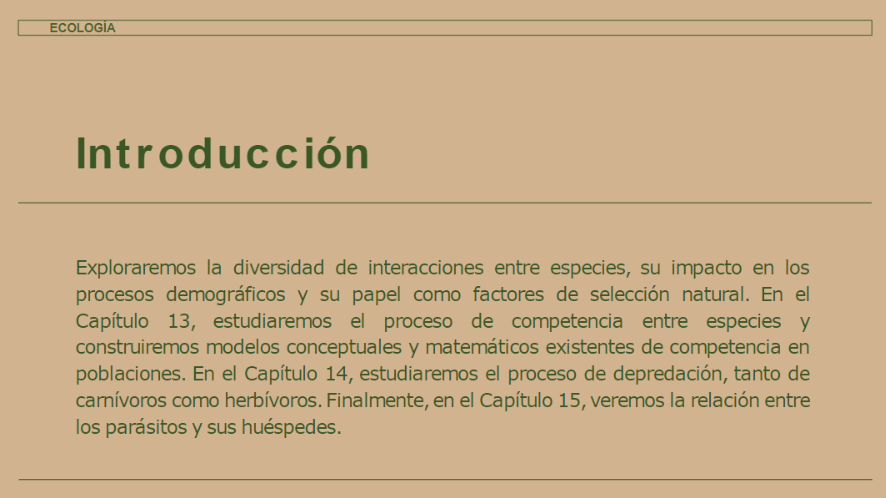 ECOLOGÍA
Introducción
Exploraremos la diversidad de interacciones entre especies, su impacto en los
procesos demográficos y su papel como factores de selección natural. En el
Capítulo 13, estudiaremos el proceso de competencia entre especies y
construiremos modelos conceptuales y matemáticos existentes de competencia en
poblaciones. En el Capítulo 14, estudiaremos el proceso de depredación, tanto de
carnívoros como herbívoros. Finalmente, en el Capítulo 15, veremos la relación entre
los parásitos y sus huéspedes.